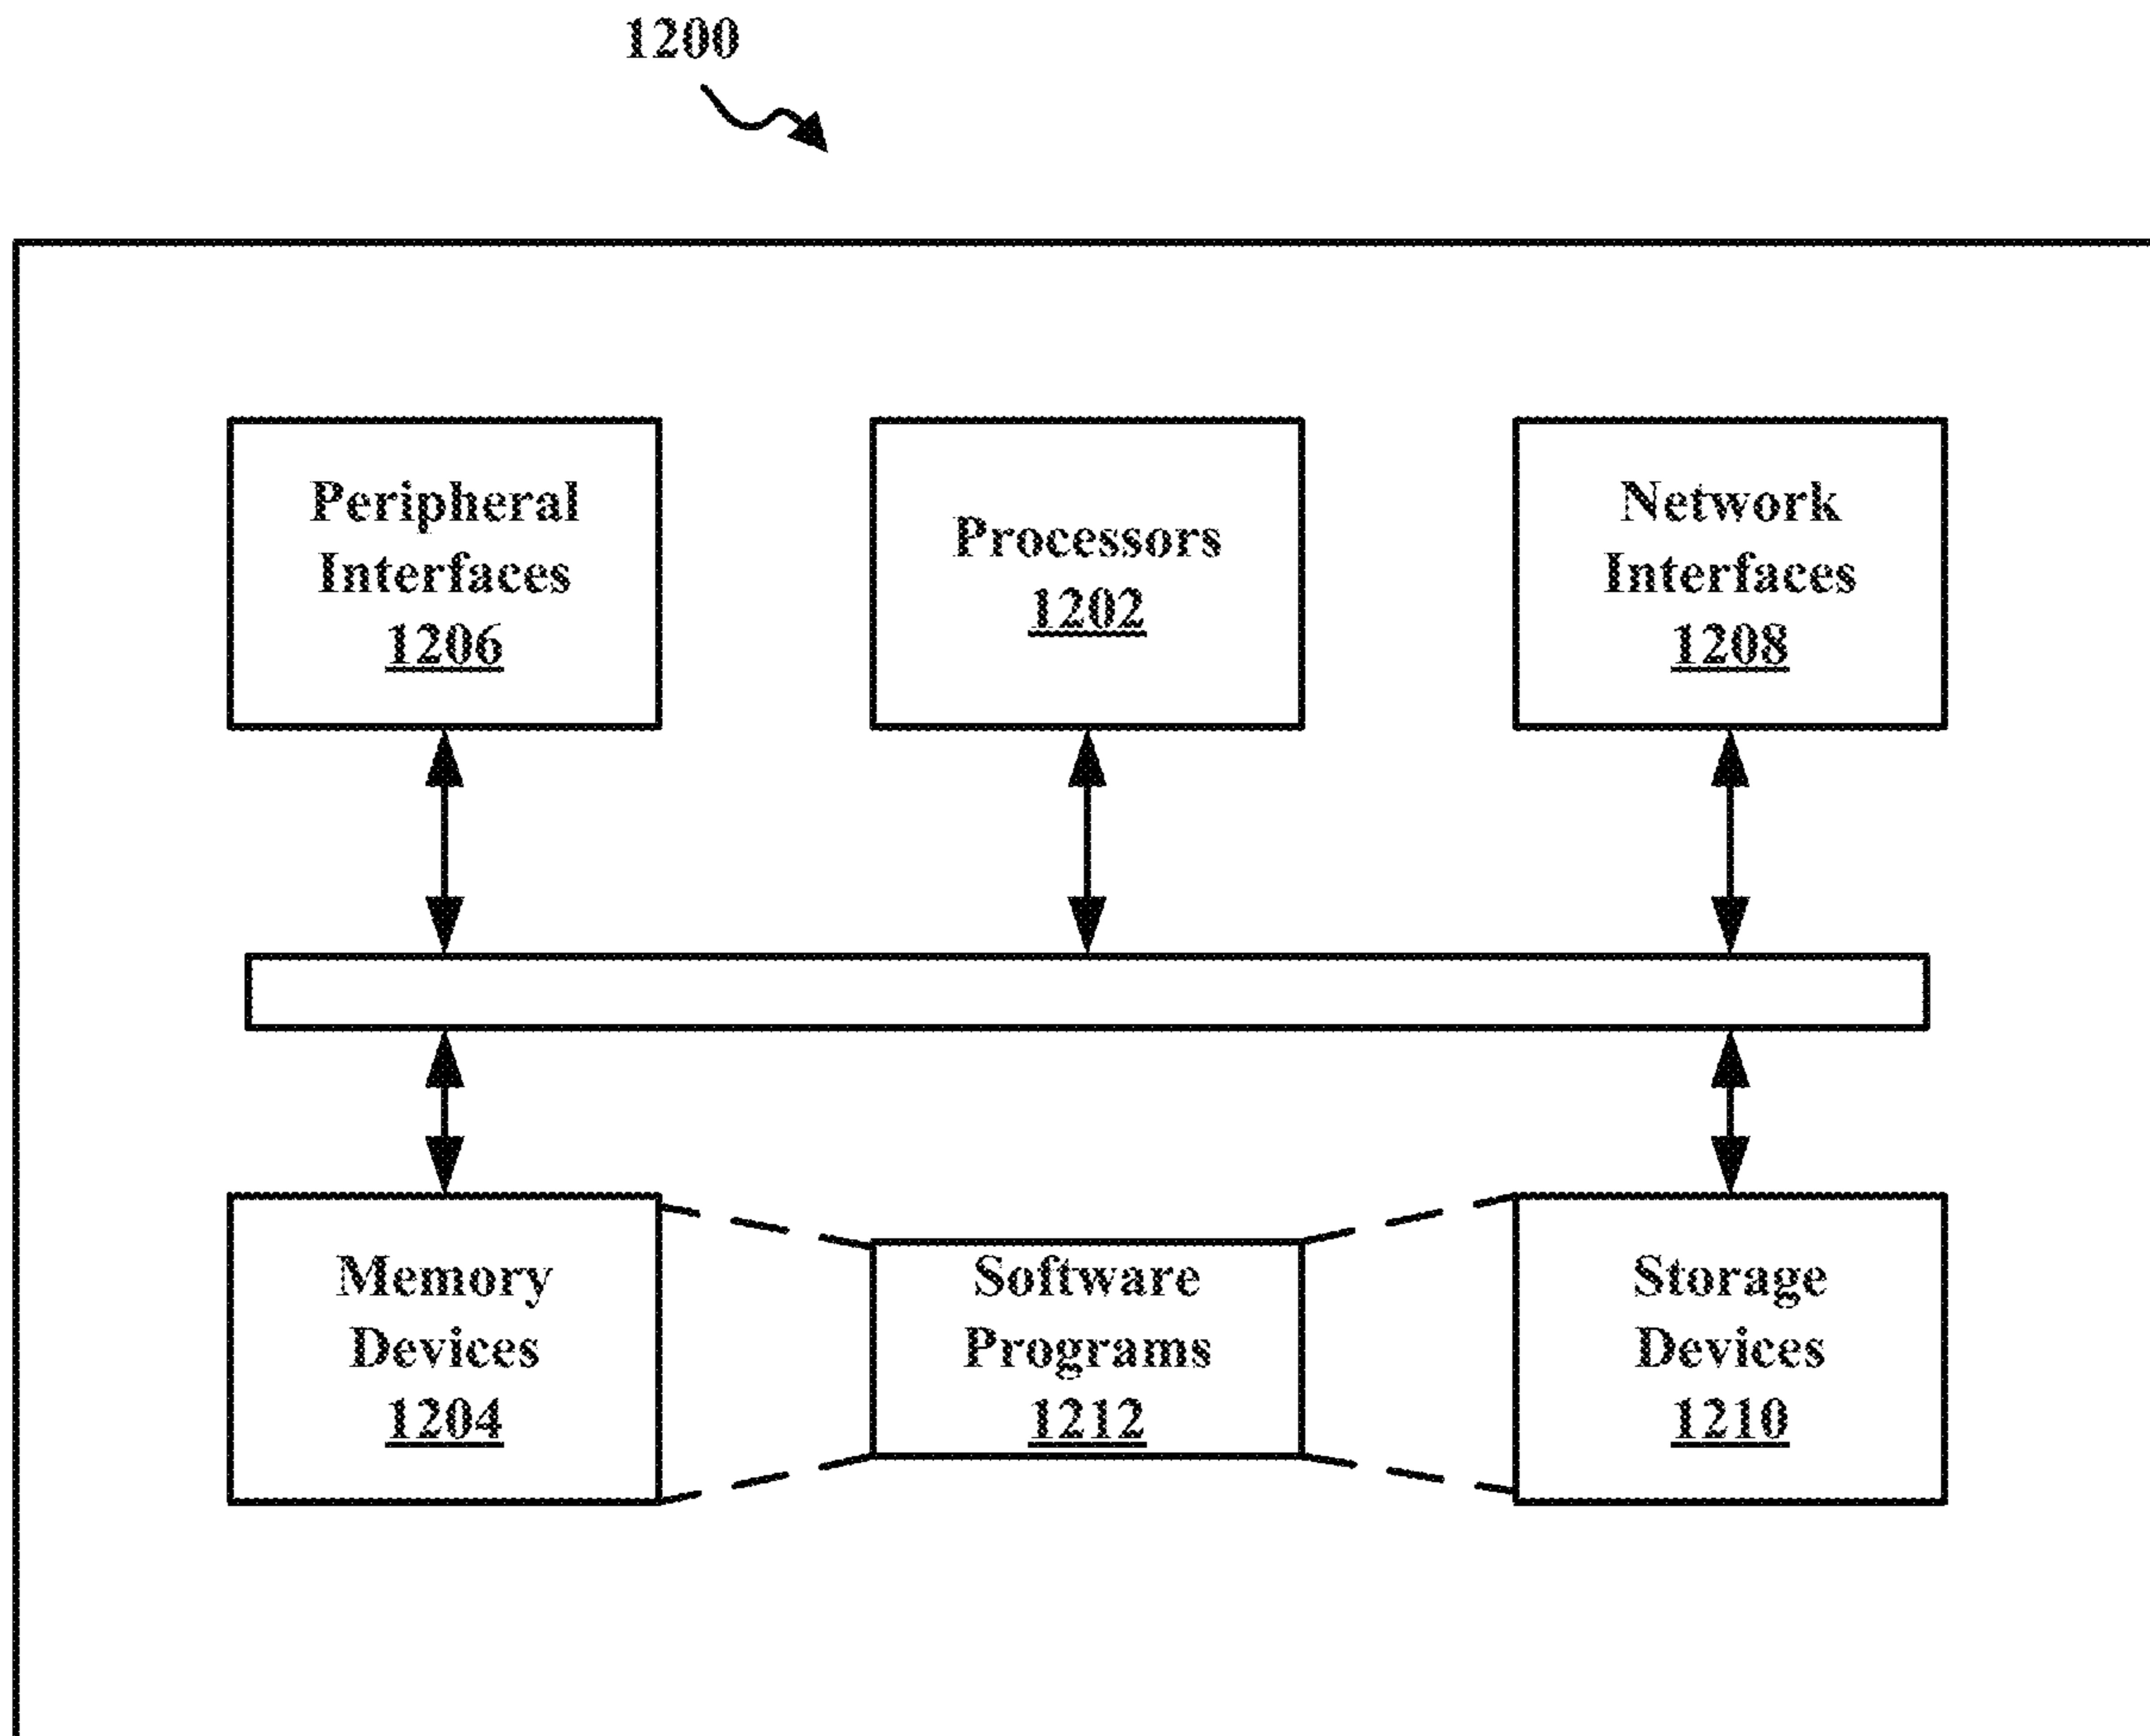 1200
Peripheral
Interfaces
1206
Processors
1202
Network
Interfaces
1208
Memory
Devices
1204
Software
Programs
1212
Storage
Devices
1210